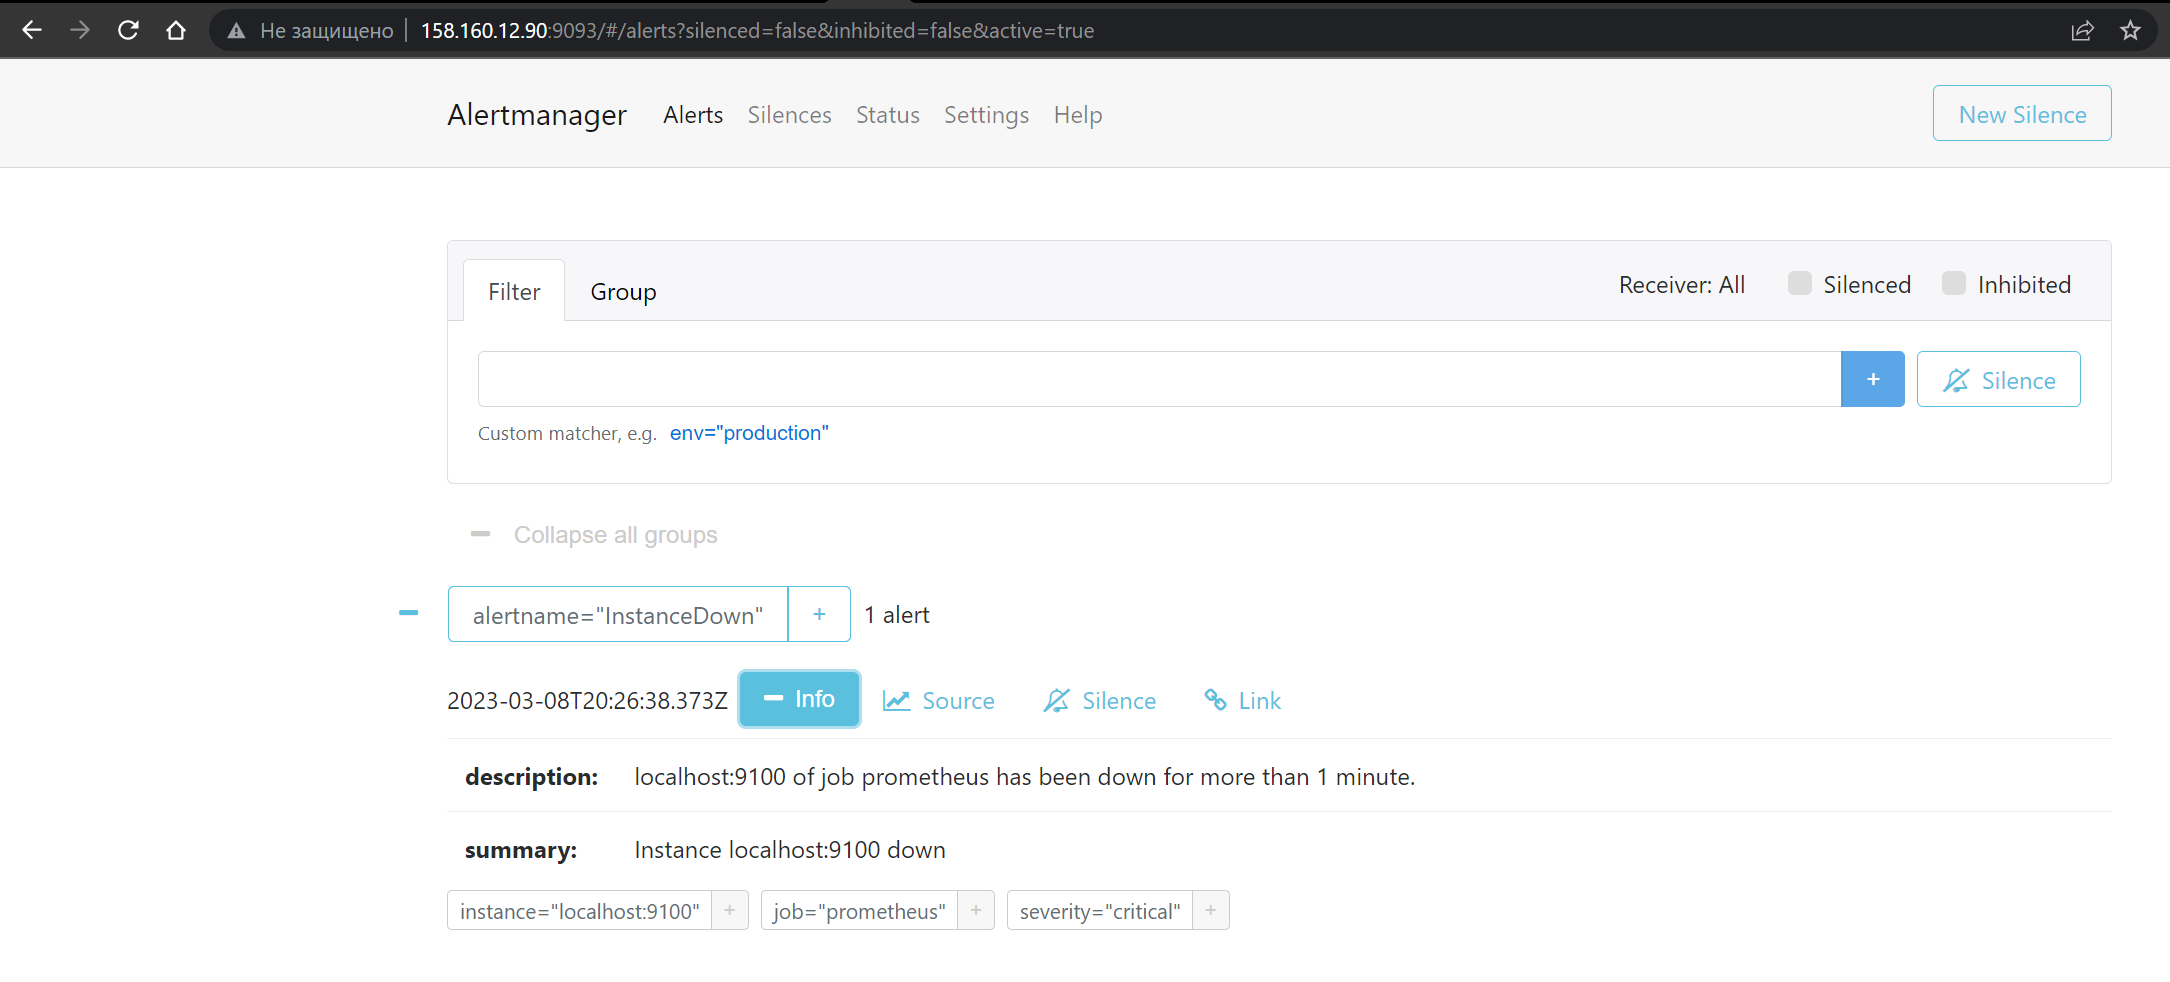 Не защищено | 158.160.12.90:9093/#/alerts?silenced=false&inhibited=false&active=true
Alertmanager Alerts Silences Status Settings Help New Silence
Filter Group Receiver: All Silenced Inhibited
+ Silence
Custom matcher, e.g. env="production"
Collapse all groups
alertname="InstanceDown" + 1 alert
2023-03-08T20:26:38.373Z Info Source Silence Link
description: localhost:9100 of job prometheus has been down for more than 1 minute.
summary: Instance localhost:9100 down
instance="localhost:9100" + job="prometheus" + severity="critical" +